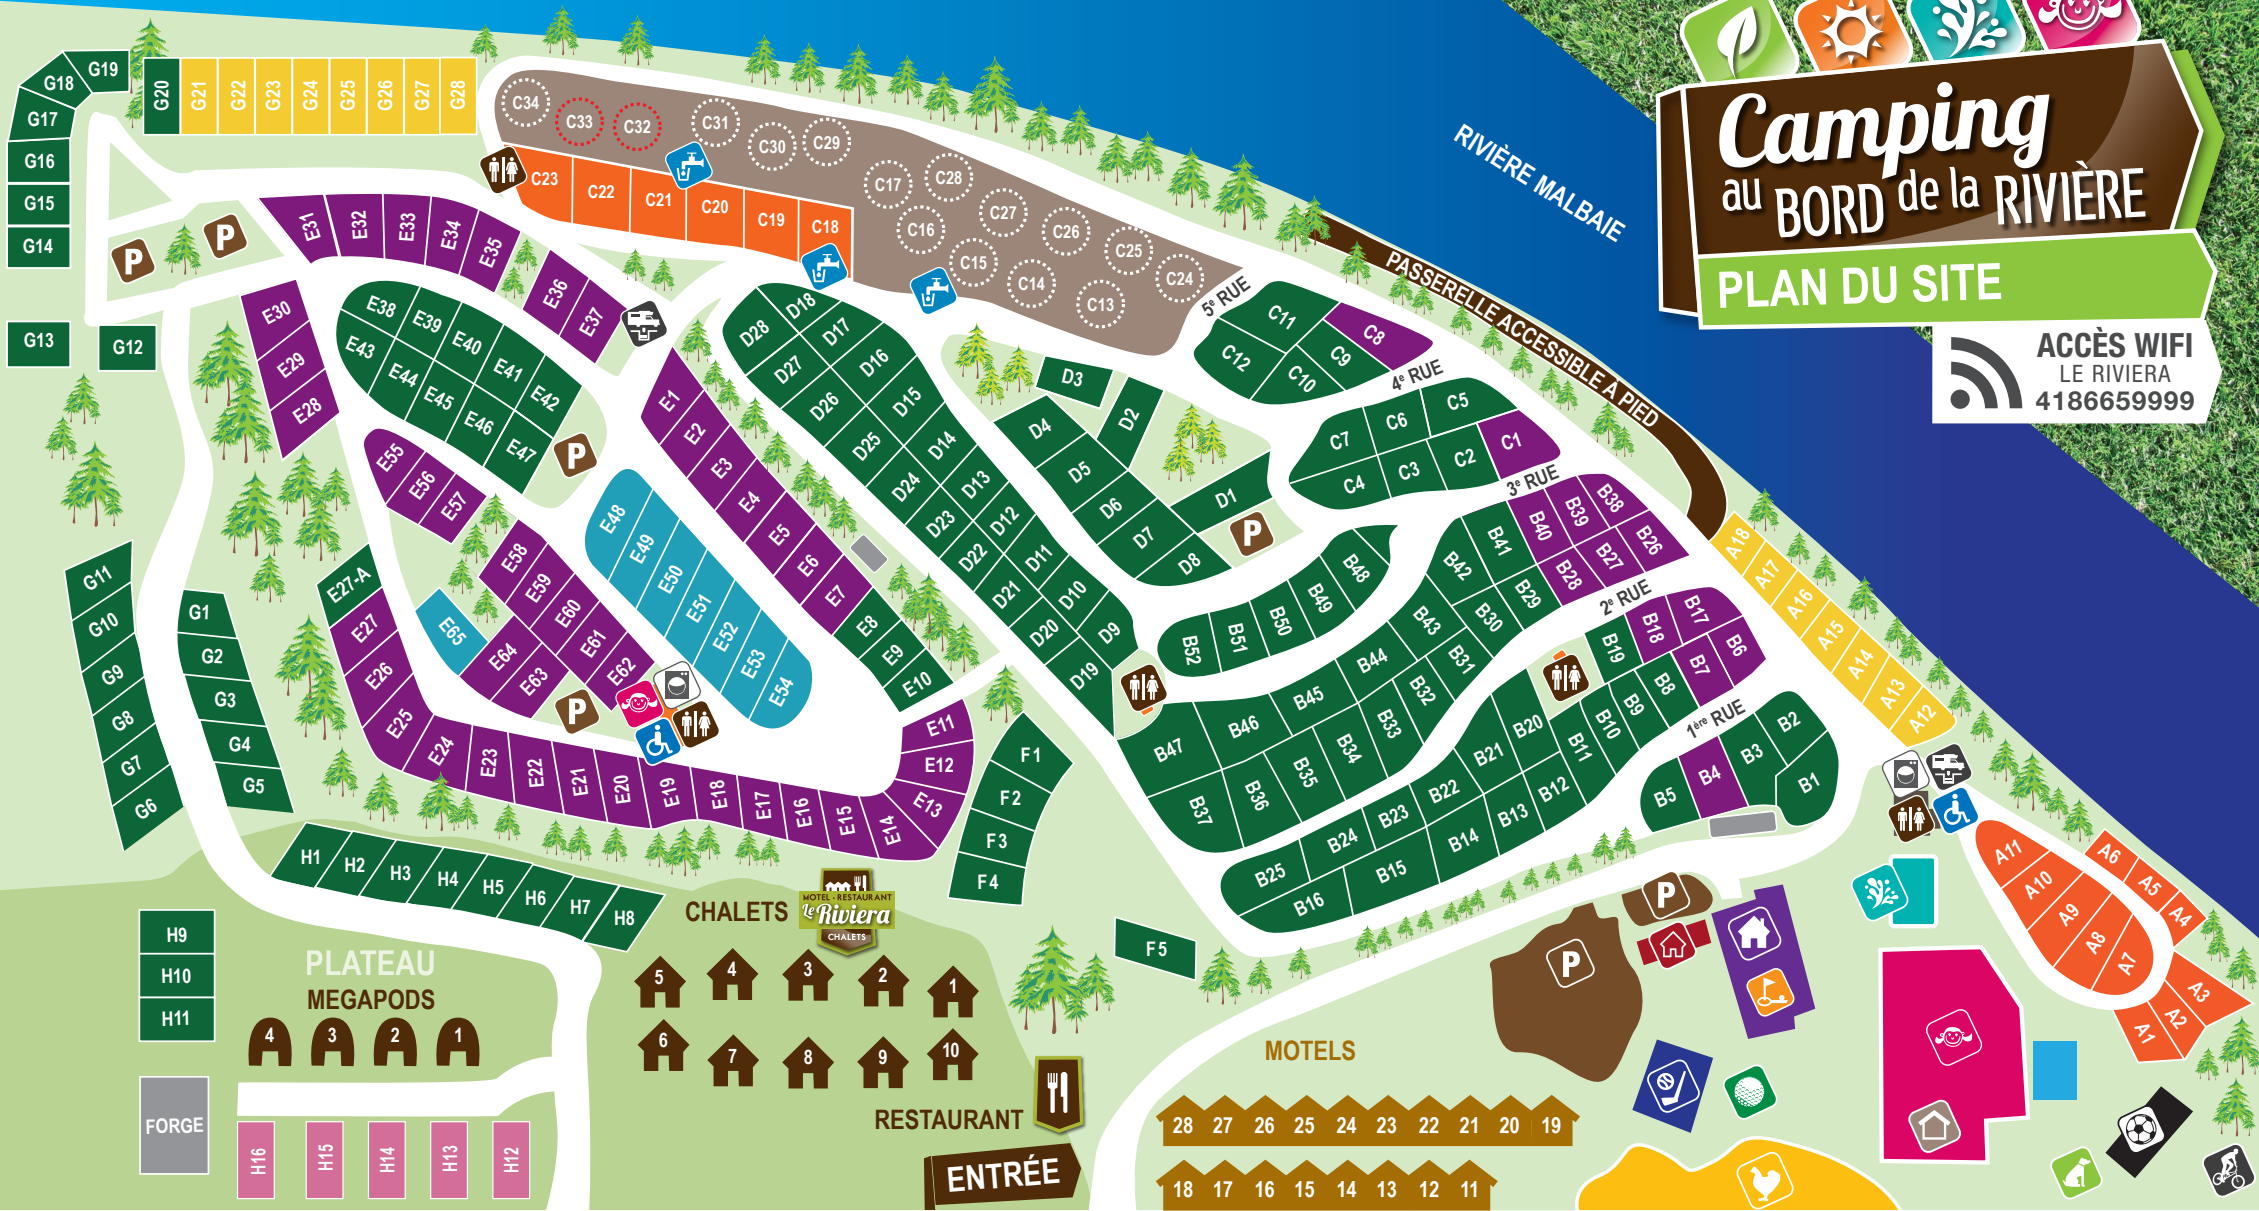 Camping
au BORD de la RIVIÈRE
PLAN DU SITE
ACCÈS WIFI
LE RIVIERA
4186659999
RIVIÈRE MALBAIE
PASSERELLE ACCESSIBLE À PIED
G19
G18
G17
G16
G15
G14
G13
G12
G20 G21 G22 G23 G24 G25 G26 G27 G28
C34 C33 C32 C31 C30 C29
C17 C28 C27 C26 C25 C24
C16 C15 C14 C13
C23 C22 C21 C20 C19 C18
P P
E31 E32 E33 E34 E35 E36 E37
E30
E29
E28
E38 E39 E40 E41 E42
E43 E44 E45 E46 E47
P
5e RUE
C11 C8
C12 C10 C9
4e RUE
C7 C6 C5
C4 C3 C2 C1
3e RUE
D3 D2
D4
D5
D6
D7
D8
D1
P
D28 D18
D27 D17
D26 D16
D25 D15
D24 D14
D23 D13
D22 D12
D21 D11
D20 D10
D19 D9
E1
E2
E3
E4
E5
E6
E7
E8
E9
E10
E55 E56 E57
E58
E59
E60
E61
E62
E63
E64
E65
E48
E49
E50
E51
E52
E53
E54
P
E27-A
E27
E26
E25
E24 E23 E22 E21 E20 E19 E18 E17 E16 E15 E14
E13
E12
E11
B52 B51 B50 B49 B48
B42 B41 B40 B39 B38
B43 B30 B29 B28 B27 B26
B47 B46 B45 B44
B37 B36 B35 B34 B33 B32 B31
2e RUE
B19 B18 B17
B25 B24 B23 B22 B21 B20
B16 B15 B14 B13 B12 B11 B10 B9 B8 B7 B6
1ère RUE
B5 B4 B3 B2
B1
A18
A17
A16
A15
A14
A13
A12
A11
A10
A9
A8
A7
A6
A5
A4
A3
A2
A1
G11
G10
G9
G8
G7
G6
G1
G2
G3
G4
G5
F1
F2
F3
F4
F5
H1 H2 H3 H4 H5 H6 H7 H8
H9
H10
H11
PLATEAU
MEGAPODS
4 3 2 1
FORGE
H16 H15 H14 H13 H12
CHALETS
MOTEL - RESTAURANT
Le Riviera
CHALETS
5 4 3 2 1
6 7 8 9 10
RESTAURANT
ENTRÉE
P
P
MOTELS
28 27 26 25 24 23 22 21 20 19
18 17 16 15 14 13 12 11